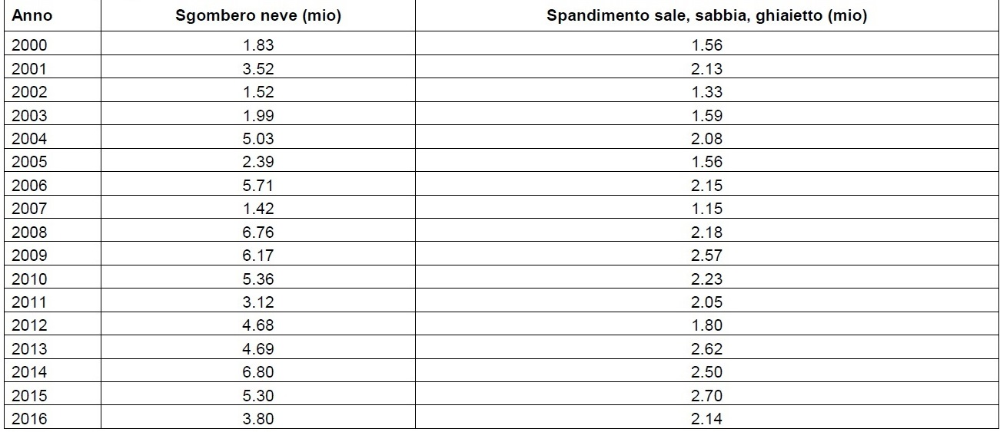 Anno Sgombero neve (mio) Spandimento sale, sabbia, ghiaietto (mio)
2000 1.83 1.56
2001 3.52 2.13
2002 1.52 1.33
2003 1.99 1.59
2004 5.03 2.08
2005 2.39 1.56
2006 5.71 2.15
2007 1.42 1.15
2008 6.76 2.18
2009 6.17 2.57
2010 5.36 2.23
2011 3.12 2.05
2012 4.68 1.80
2013 4.69 2.62
2014 6.80 2.50
2015 5.30 2.70
2016 3.80 2.14